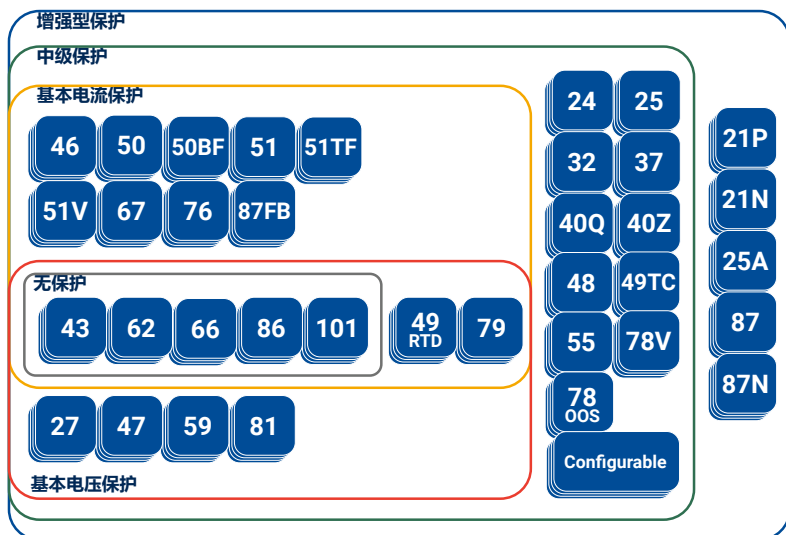 增强型保护
中级保护
基本电流保护
46 50 50BF 51 51TF
51V 67 76 87FB
无保护
43 62 66 86 101 49 RTD 79
27 47 59 81
基本电压保护
24 25
32 37
40Q 40Z
48 49TC
55 78V
78 OOS
Configurable
21P
21N
25A
87
87N